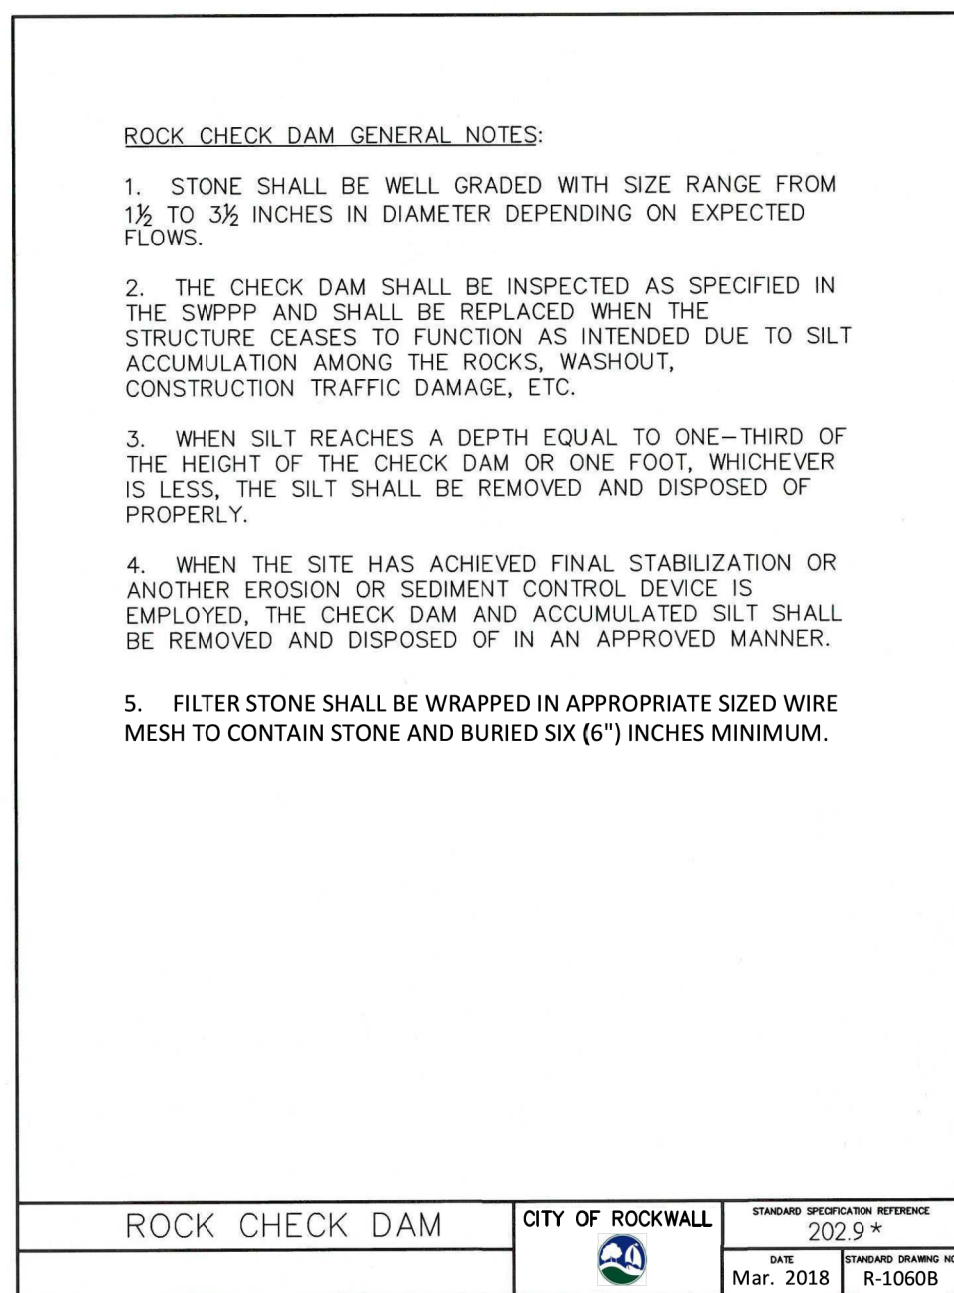 ROCK CHECK DAM GENERAL NOTES:
1. STONE SHALL BE WELL GRADED WITH SIZE RANGE FROM
1½ TO 3½ INCHES IN DIAMETER DEPENDING ON EXPECTED
FLOWS.
2. THE CHECK DAM SHALL BE INSPECTED AS SPECIFIED IN
THE SWPPP AND SHALL BE REPLACED WHEN THE
STRUCTURE CEASES TO FUNCTION AS INTENDED DUE TO SILT
ACCUMULATION AMONG THE ROCKS, WASHOUT,
CONSTRUCTION TRAFFIC DAMAGE, ETC.
3. WHEN SILT REACHES A DEPTH EQUAL TO ONE-THIRD OF
THE HEIGHT OF THE CHECK DAM OR ONE FOOT, WHICHEVER
IS LESS, THE SILT SHALL BE REMOVED AND DISPOSED OF
PROPERLY.
4. WHEN THE SITE HAS ACHIEVED FINAL STABILIZATION OR
ANOTHER EROSION OR SEDIMENT CONTROL DEVICE IS
EMPLOYED, THE CHECK DAM AND ACCUMULATED SILT SHALL
BE REMOVED AND DISPOSED OF IN AN APPROVED MANNER.
5. FILTER STONE SHALL BE WRAPPED IN APPROPRIATE SIZED WIRE
MESH TO CONTAIN STONE AND BURIED SIX (6") INCHES MINIMUM.
ROCK CHECK DAM
CITY OF ROCKWALL
STANDARD SPECIFICATION REFERENCE
202.9 *
DATE
Mar. 2018
STANDARD DRAWING NO
R-1060B